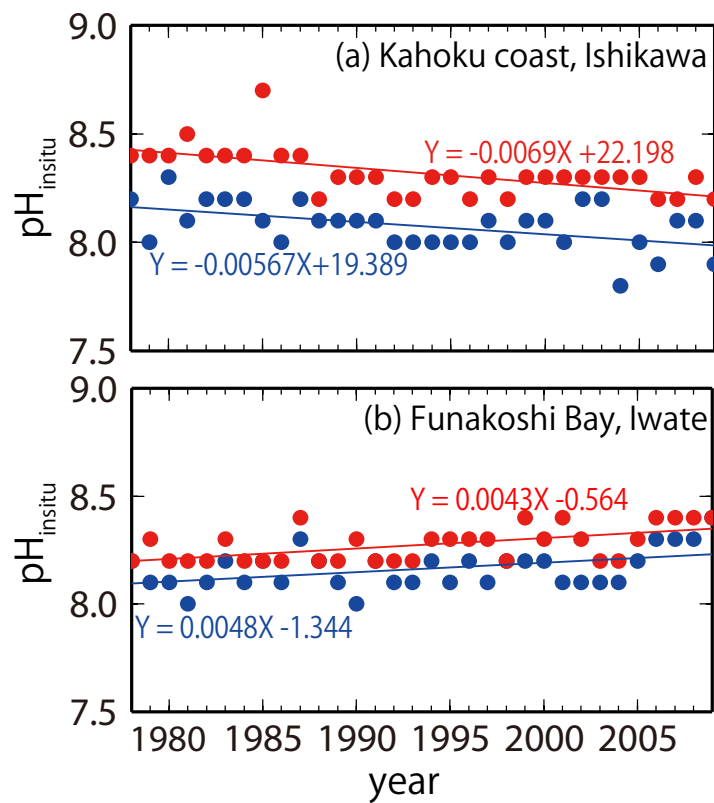 9.0
(a) Kahoku coast, Ishikawa
8.5
Y = -0.0069X +22.198
pHinsitu
8.0
Y = -0.00567X+19.389
7.5
9.0
(b) Funakoshi Bay, Iwate
8.5
Y = 0.0043X -0.564
pHinsitu
8.0
Y = 0.0048X -1.344
7.5
1980 1985 1990 1995 2000 2005
year